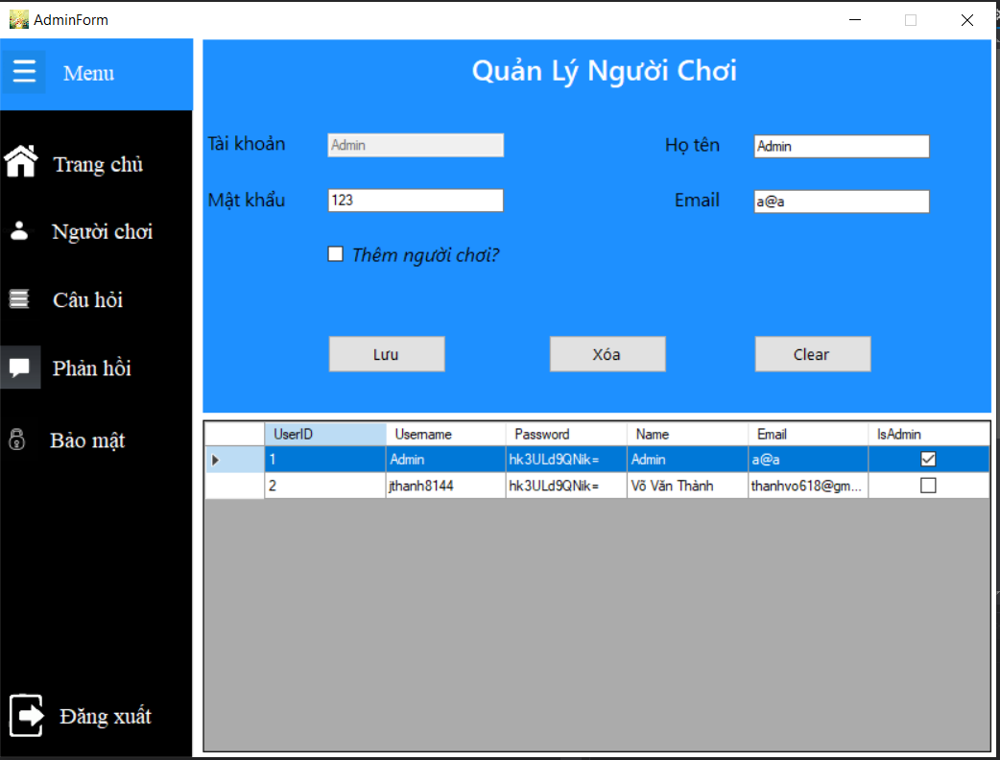 AdminForm
Menu
Trang chủ
Người chơi
Câu hỏi
Phản hồi
Bảo mật
Đăng xuất
Quản Lý Người Chơi
Tài khoản Admin Họ tên Admin
Mật khẩu 123 Email a@a
Thêm người chơi?
Lưu Xóa Clear
UserID Username Password Name Email IsAdmin
1 Admin hk3ULd9QNik= Admin a@a
2 jthanh8144 hk3ULd9QNik= Võ Văn Thành thanhvo618@gm...